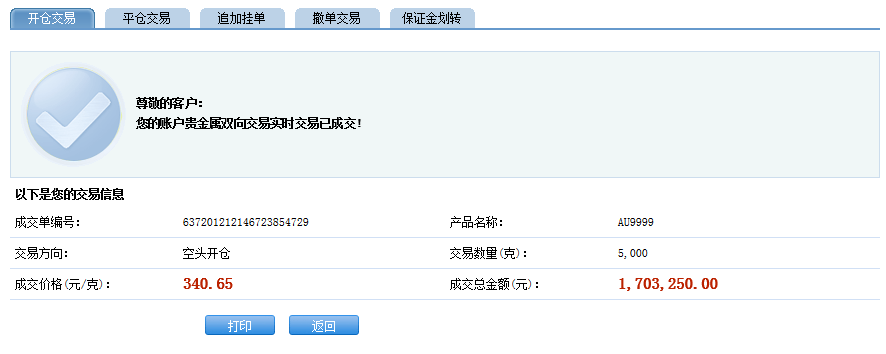 开仓交易 平仓交易 追加挂单 撤单交易 保证金划转
尊敬的客户：
您的账户贵金属双向交易实时交易已成交！
以下是您的交易信息
成交单编号： 637201212146723854729 产品名称： AU9999
交易方向： 空头开仓 交易数量(克)： 5,000
成交价格(元/克)： 340.65 成交总金额(元)： 1,703,250.00
打印 返回